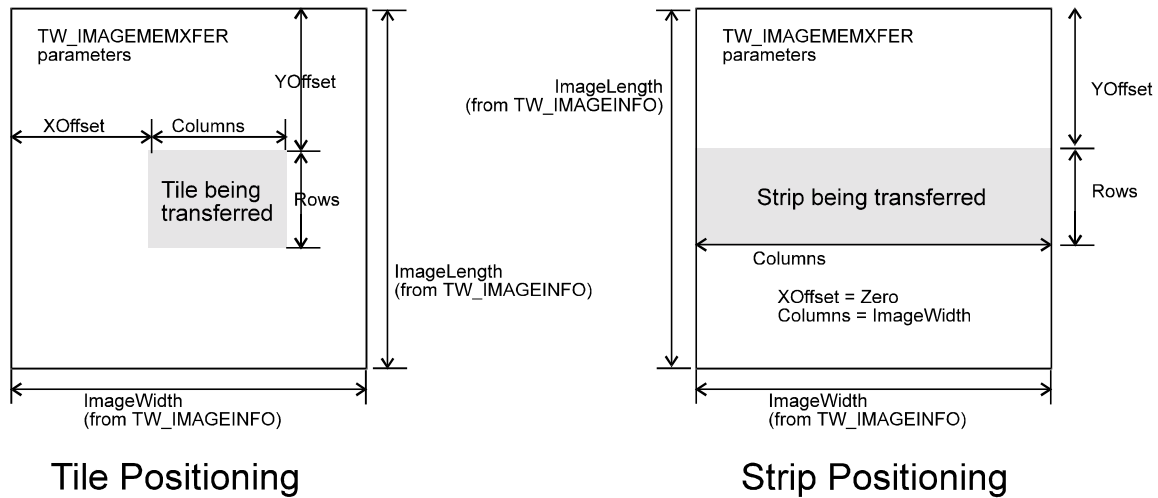 TW_IMAGEMEMXFER
parameters
YOffset
XOffset
Columns
Tile being
transferred
Rows
ImageLength
(from TW_IMAGEINFO)
ImageWidth
(from TW_IMAGEINFO)
Tile Positioning
TW_IMAGEMEMXFER
parameters
ImageLength
(from TW_IMAGEINFO)
YOffset
Strip being transferred
Rows
Columns
XOffset = Zero
Columns = ImageWidth
ImageWidth
(from TW_IMAGEINFO)
Strip Positioning